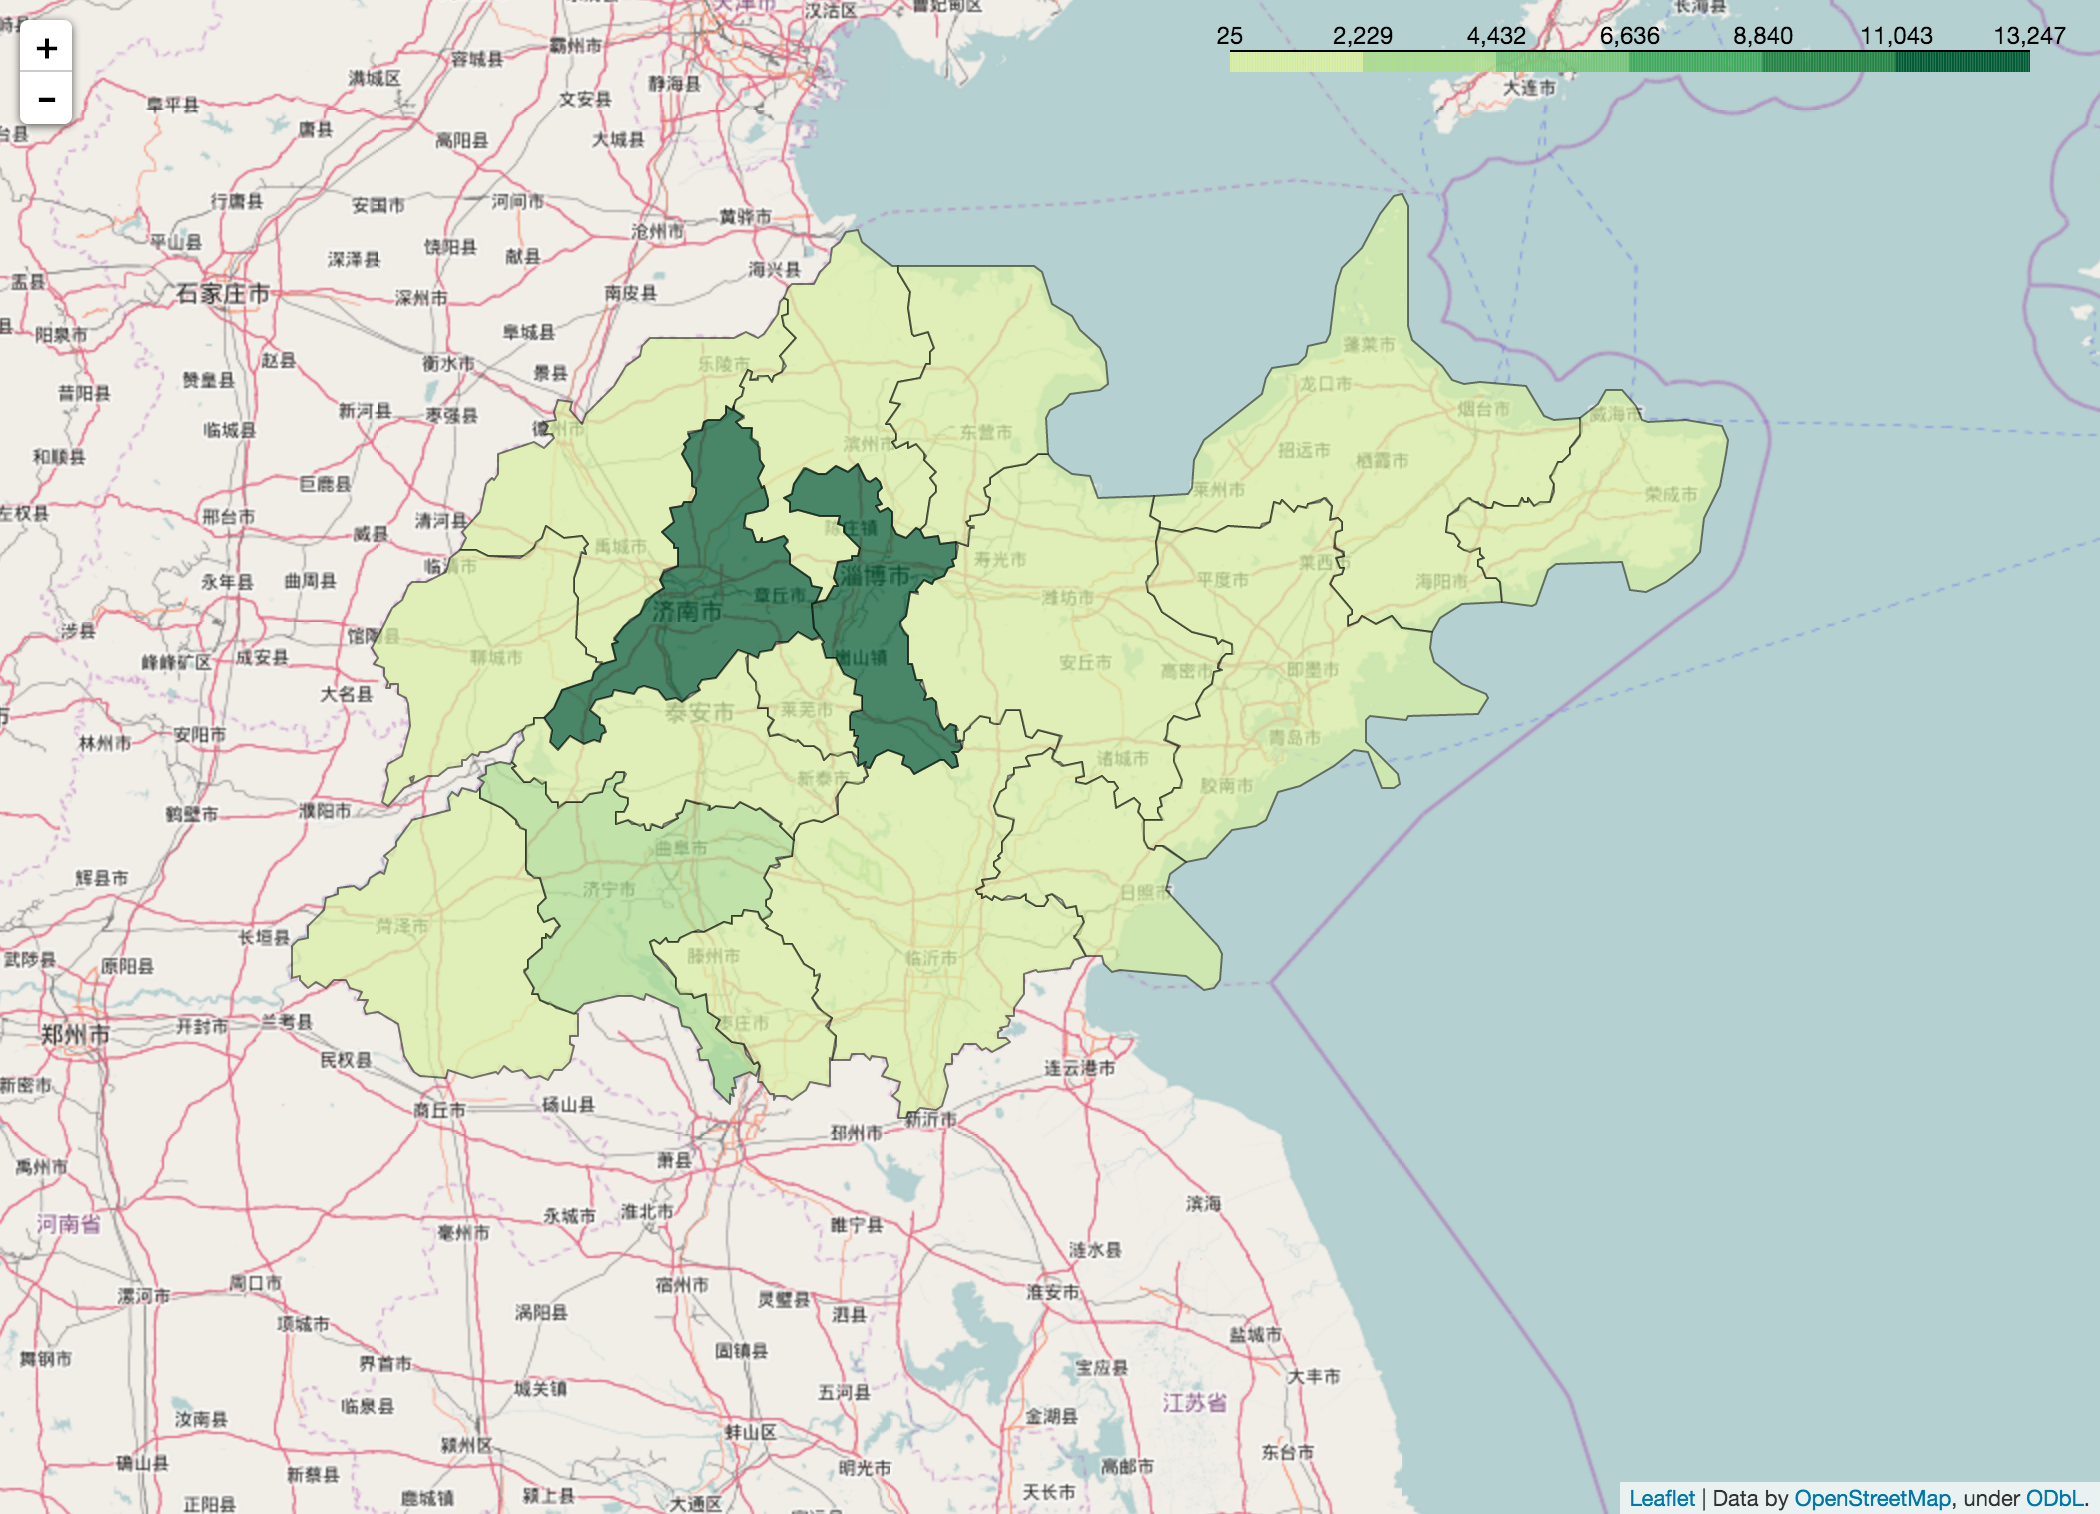 天津市
汉沽区
曹妃甸区
长海县
+
−
霸州市
容城县
25 2,229 4,432 6,636 8,840 11,043 13,247
满城区
静海县
文安县
大连市
阜平县
唐县
高阳县
大城县
行唐县
安国市
河间市
黄骅市
沧州市
平山县
饶阳县
献县
深泽县
海兴县
盂县
石家庄市
深州市
南皮县
阳泉市
阜城县
蓬莱市
赵县
衡水市
景县
乐陵市
赞皇县
龙口市
昔阳县
新河县
枣强县
烟台市
威海市
临城县
德州市
滨州市
东营市
招远市
栖霞市
和顺县
巨鹿县
莱州市
荣成市
左权县
邢台市
清河县
威县
陈庄镇
禹城市
寿光市
莱西市
临清市
淄博市
平度市
海阳市
永年县
曲周县
章丘市
潍坊市
济南市
涉县
馆陶县
峰峰矿区
成安县
聊城市
崮山镇
安丘市
高密市
即墨市
大名县
泰安市
莱芜市
林州市
安阳市
青岛市
诸城市
新泰市
胶南市
鹤壁市
濮阳市
曲阜市
辉县市
济宁市
日照市
菏泽市
长垣县
武陟县
原阳县
滕州市
临沂市
郑州市
开封市
兰考县
枣庄市
民权县
连云港市
新密市
商丘市
砀山县
邳州市
新沂市
禹州市
萧县
河南省
亳州市
永城市
淮北市
睢宁县
滨海
涟水县
周口市
漯河市
宿州市
灵璧县
泗县
淮安市
项城市
涡阳县
盐城市
舞钢市
界首市
固镇县
宝应县
大丰市
城关镇
五河县
江苏省
汝南县
临泉县
金湖县
颍州区
蚌山区
东台市
确山县
新蔡县
明光市
高邮市
正阳县
鹿城镇
颍上县
大通区
天长市
Leaflet | Data by OpenStreetMap, under ODbL.